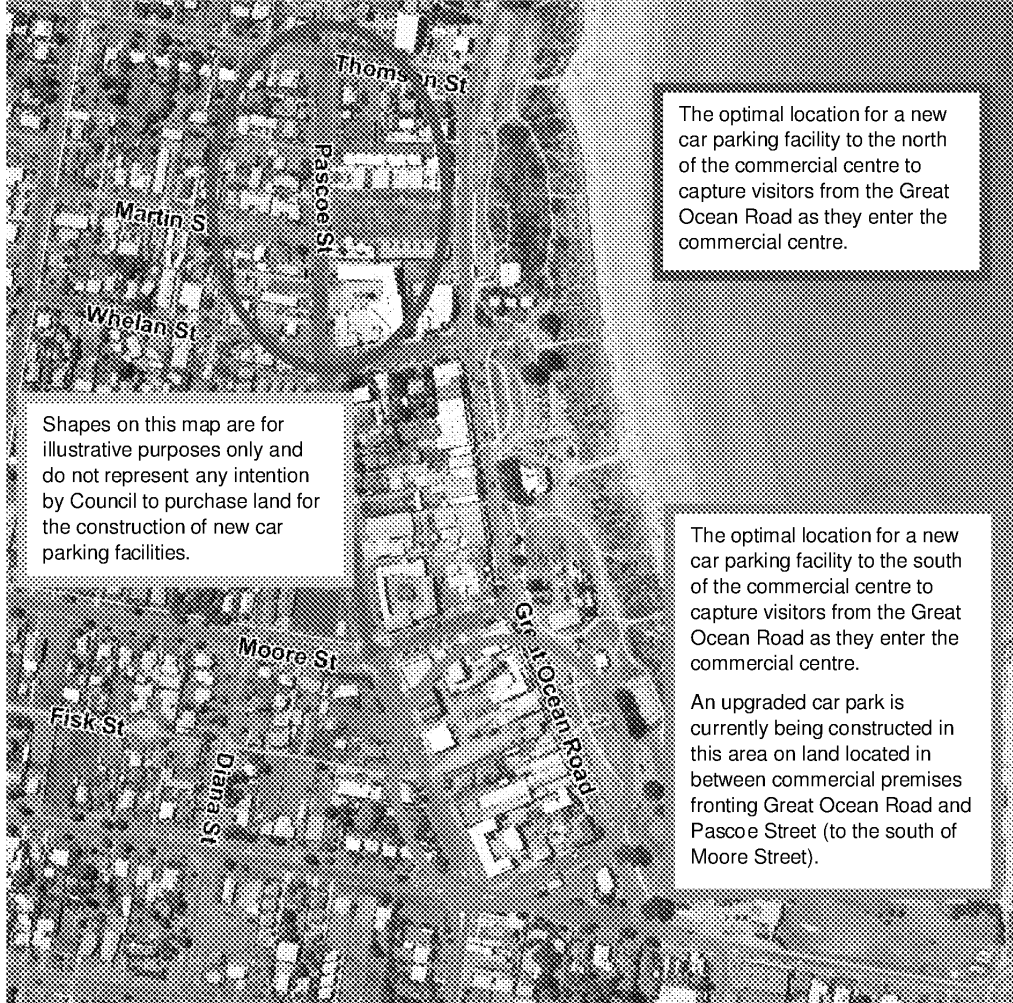 Thomson St
Pascoe St
Martin S
Whelan St
The optimal location for a new
car parking facility to the north
of the commercial centre to
capture visitors from the Great
Ocean Road as they enter the
commercial centre.
Shapes on this map are for
illustrative purposes only and
do not represent any intention
by Council to purchase land for
the construction of new car
parking facilities.
The optimal location for a new
car parking facility to the south
of the commercial centre to
capture visitors from the Great
Ocean Road as they enter the
commercial centre.
An upgraded car park is
currently being constructed in
this area on land located in
between commercial premises
fronting Great Ocean Road and
Pascoe Street (to the south of
Moore Street).
Great Ocean Road
Moore St
Fisk St
Diana St